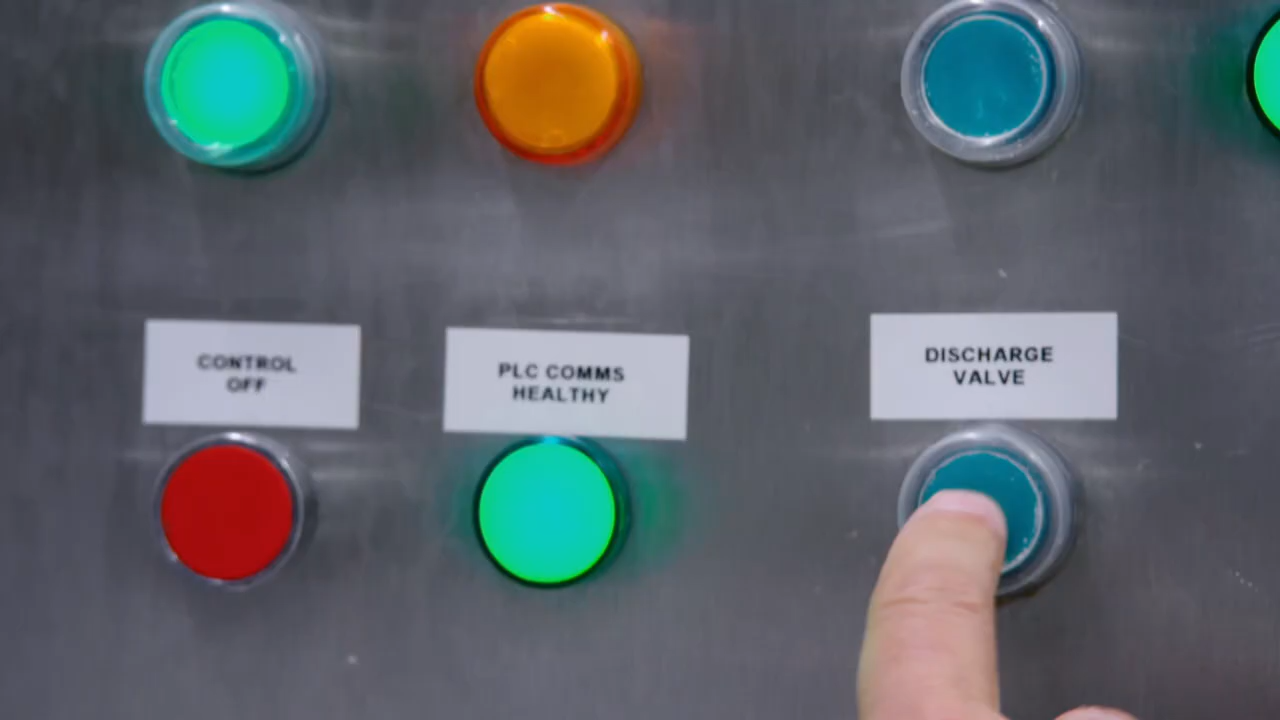 CONTROL
OFF
PLC COMMS
HEALTHY
DISCHARGE
VALVE